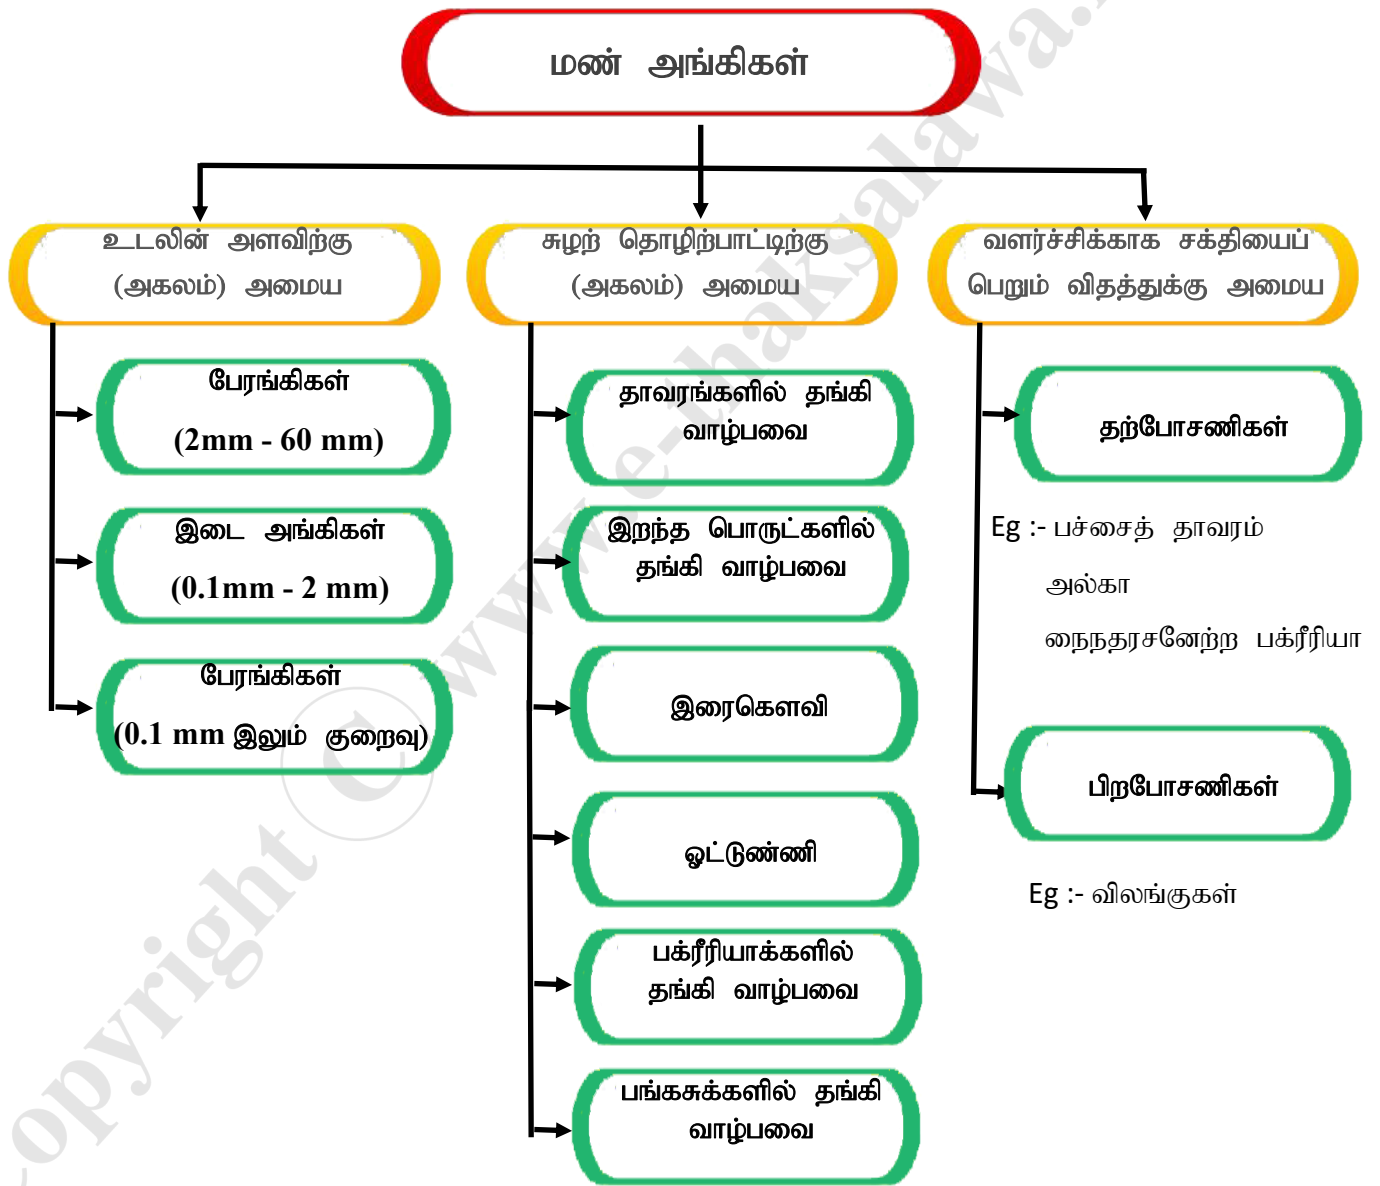 மண் அங்கிகள்
உடலின் அளவிற்கு
(அகலம்) அமைய
பேரங்கிகள்
(2mm - 60 mm)
இடை அங்கிகள்
(0.1mm - 2 mm)
பேரங்கிகள்
(0.1 mm இலும் குறைவு)
சுழற் தொழிற்பாட்டிற்கு
(அகலம்) அமைய
தாவரங்களில் தங்கி
வாழ்பவை
இறந்த பொருட்களில்
தங்கி வாழ்பவை
இரைகௌவி
ஓட்டுண்ணி
பக்ரீரியாக்களில்
தங்கி வாழ்பவை
பங்கசுக்களில் தங்கி
வாழ்பவை
வளர்ச்சிக்காக சக்தியைப்
பெறும் விதத்துக்கு அமைய
தற்போசணிகள்
Eg :- பச்சைத் தாவரம்
அல்கா
நைநதரசனேற்ற பக்ரீரியா
பிறபோசணிகள்
Eg :- விலங்குகள்
opyright © www.e-thaksalawa.